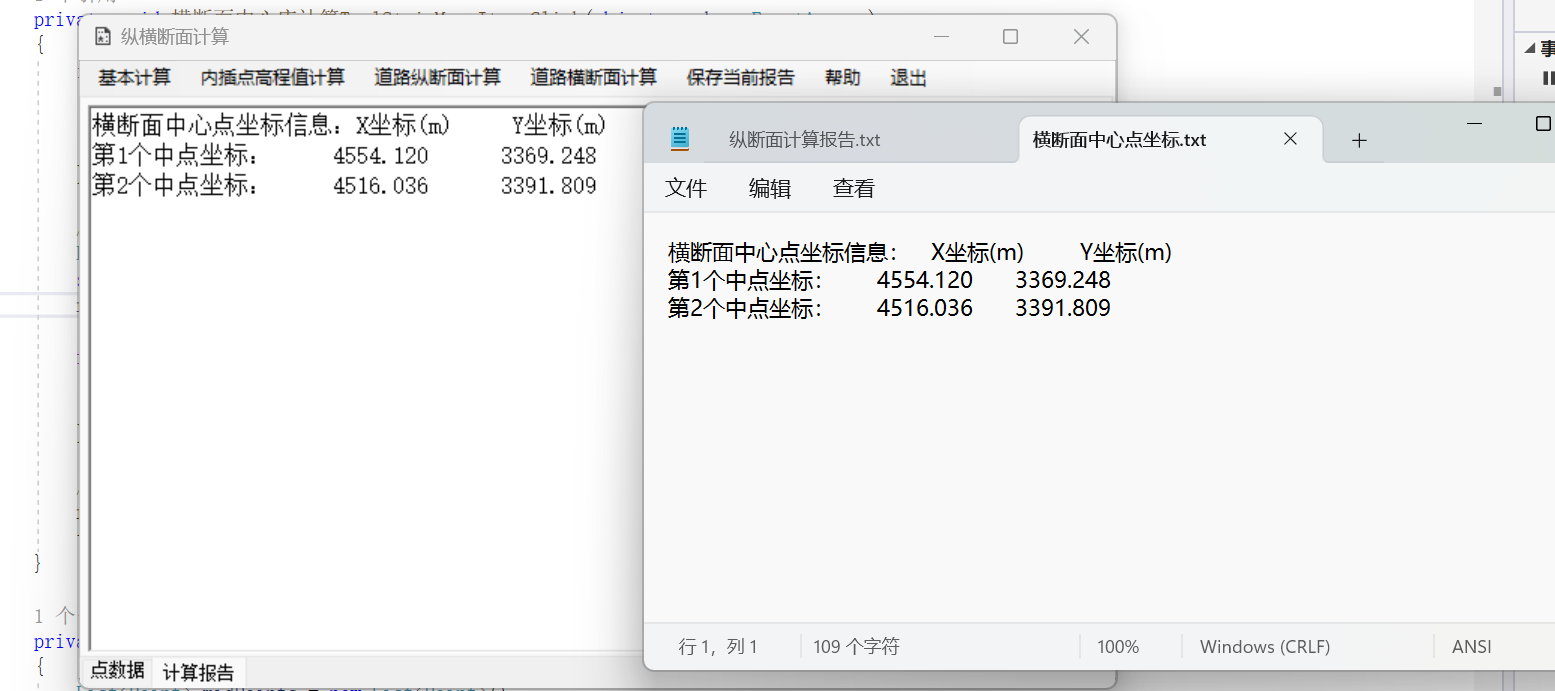 纵横断面计算
基本计算 内插点高程值计算 道路纵断面计算 道路横断面计算 保存当前报告 帮助 退出
横断面中心点坐标信息：X坐标(m) Y坐标(m)
第1个中点坐标： 4554.120 3369.248
第2个中点坐标： 4516.036 3391.809
点数据 计算报告
纵断面计算报告.txt
横断面中心点坐标.txt
文件 编辑 查看
横断面中心点坐标信息： X坐标(m) Y坐标(m)
第1个中点坐标： 4554.120 3369.248
第2个中点坐标： 4516.036 3391.809
行 1，列 1 109 个字符 100% Windows (CRLF) ANSI
{
}
1 个
{
事